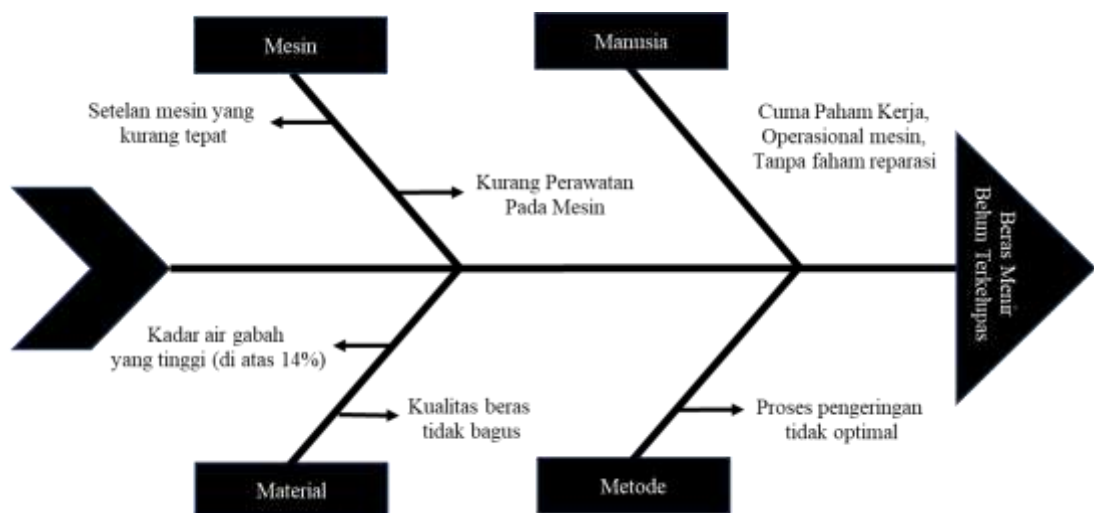 Mesin
Manusia
Setelan mesin yang
kurang tepat
Kurang Perawatan
Pada Mesin
Cuma Paham Kerja,
Operasional mesin,
Tanpa faham reparasi
Beras Menir
Belum Terkelupas
Kadar air gabah
yang tinggi (di atas 14%)
Kualitas beras
tidak bagus
Proses pengeringan
tidak optimal
Material
Metode